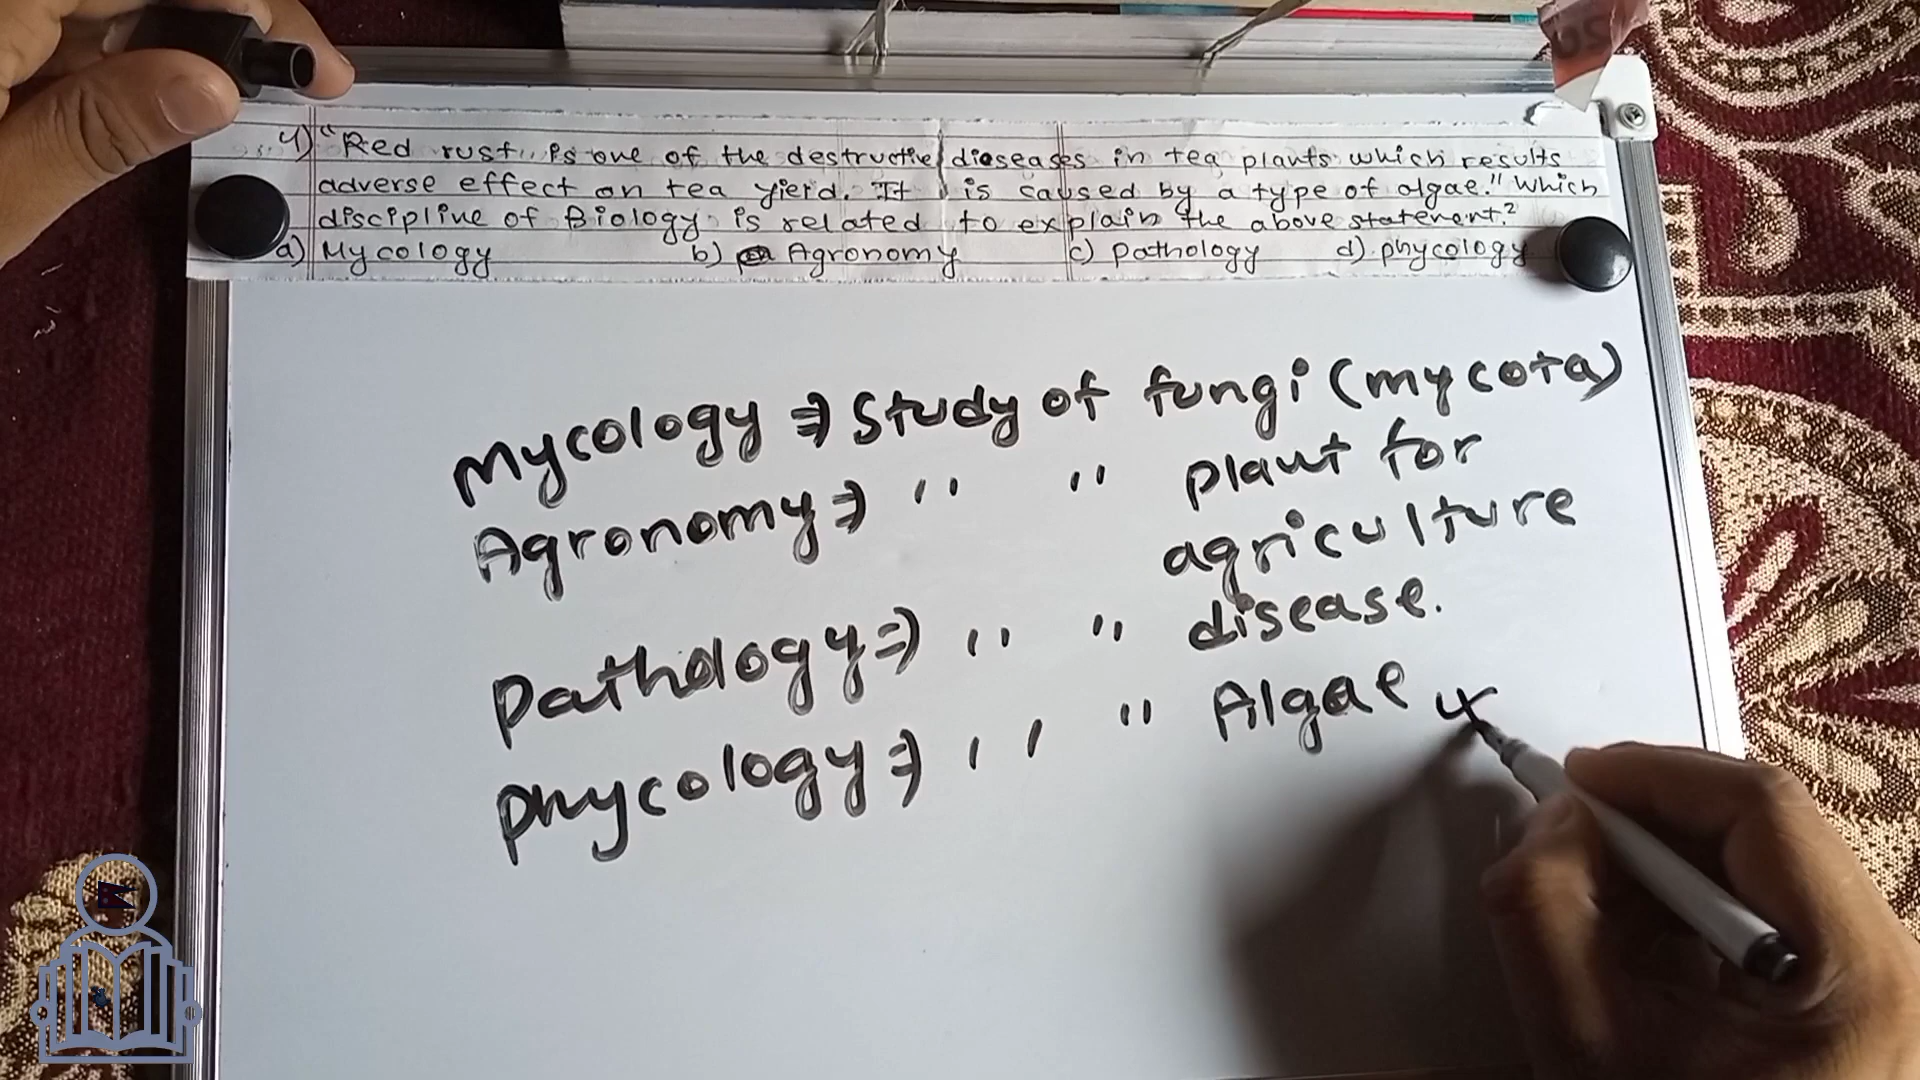 4) "Red rust" is one of the destructive dioseases in tea plants which results
adverse effect on tea yield. It is caused by a type of algae." Which
discipline of Biology is related to explain the above statement?
a) Mycology b) Agronomy c) Pathology d) phycology
Mycology ⇒ Study of fungi (mycota)
Agronomy ⇒ " " plant for
agriculture
Pathology ⇒ " " disease.
phycology ⇒ " " Algae